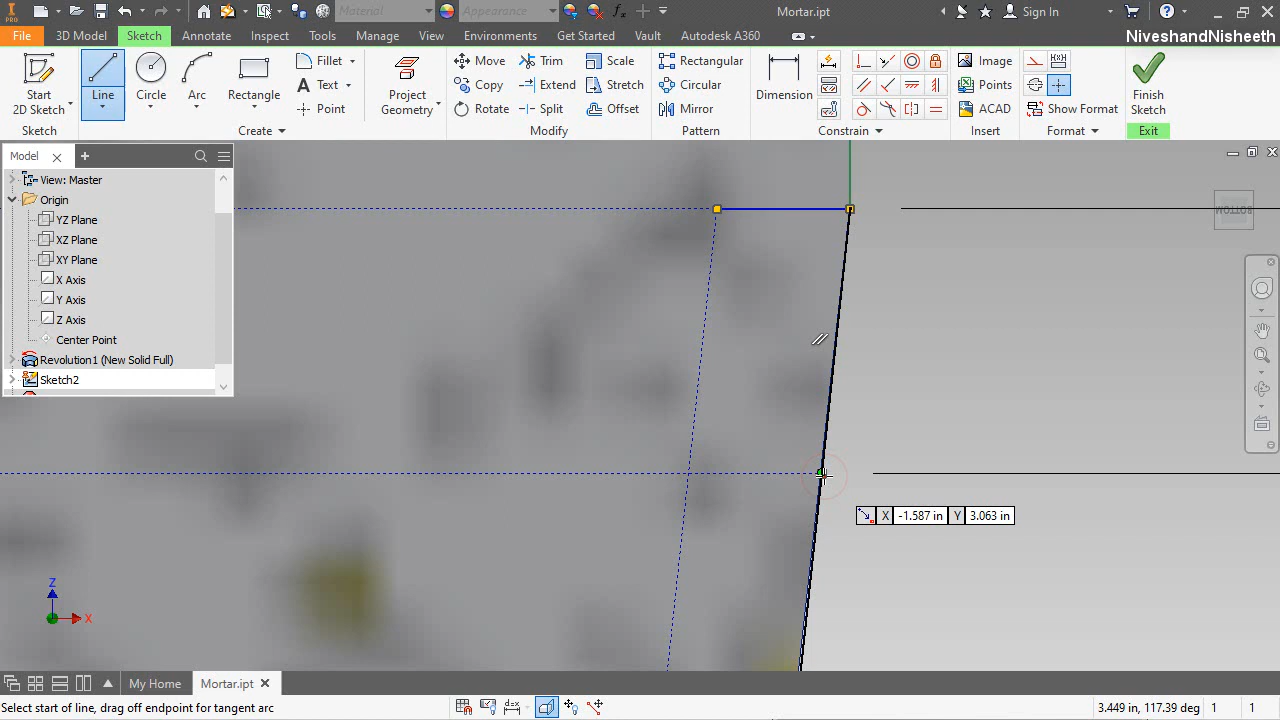 PRO
Material
Appearance
fx
Mortar.ipt
Sign In
File
3D Model
Sketch
Annotate
Inspect
Tools
Manage
View
Environments
Get Started
Vault
Autodesk A360
NiveshandNisheeth
Start
2D Sketch
Line
Circle
Arc
Rectangle
Fillet
Text
Point
Project
Geometry
Move
Copy
Rotate
Trim
Extend
Split
Scale
Stretch
Offset
Rectangular
Circular
Mirror
Dimension
Image
Points
ACAD
Show Format
Finish
Sketch
Sketch
Create
Modify
Pattern
Constrain
Insert
Format
Exit
Model
View: Master
Origin
YZ Plane
XZ Plane
XY Plane
X Axis
Y Axis
Z Axis
Center Point
Revolution1 (New Solid Full)
Sketch2
BOTTOM
X -1.587 in Y 3.063 in
Z
X
My Home
Mortar.ipt
Select start of line, drag off endpoint for tangent arc
3.449 in, 117.39 deg
1
1